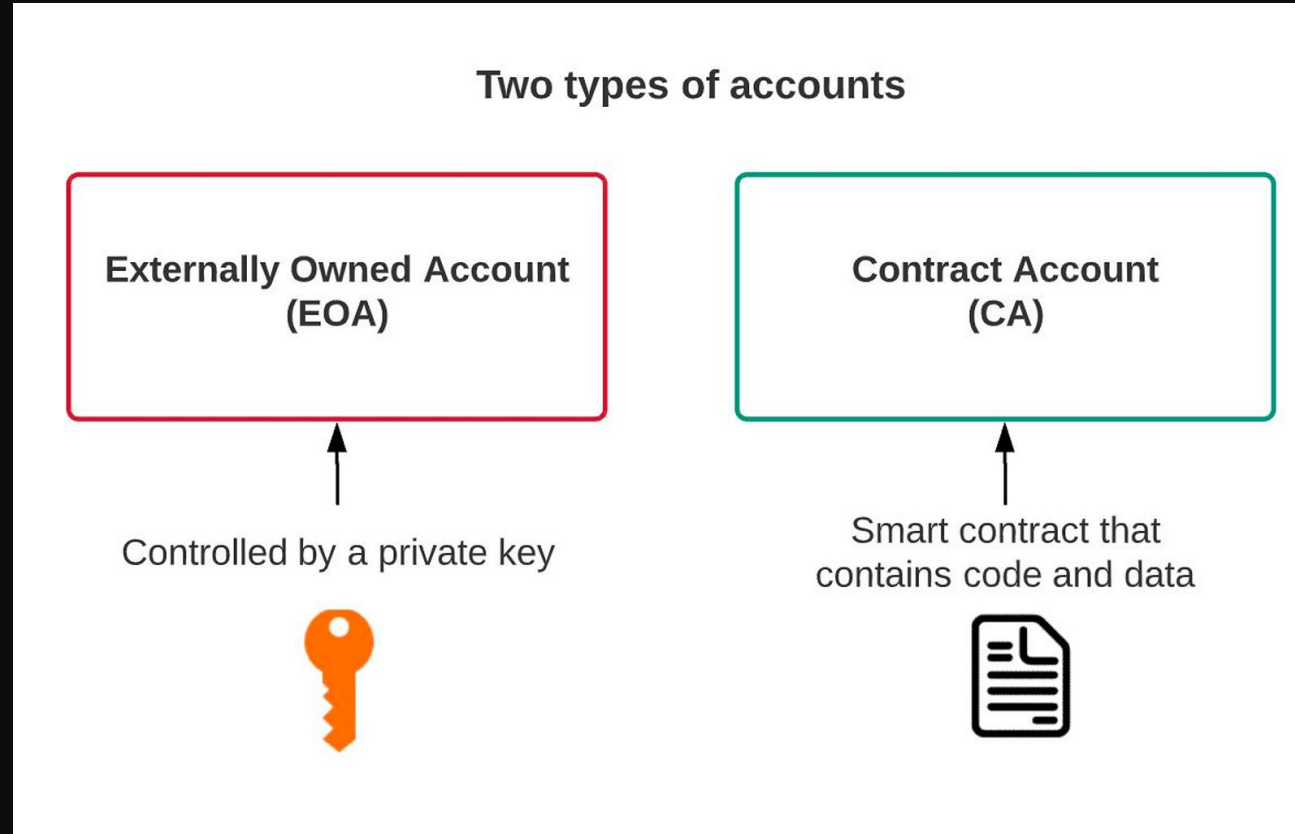 Two types of accounts
Externally Owned Account
(EOA)
Contract Account
(CA)
Controlled by a private key
Smart contract that
contains code and data